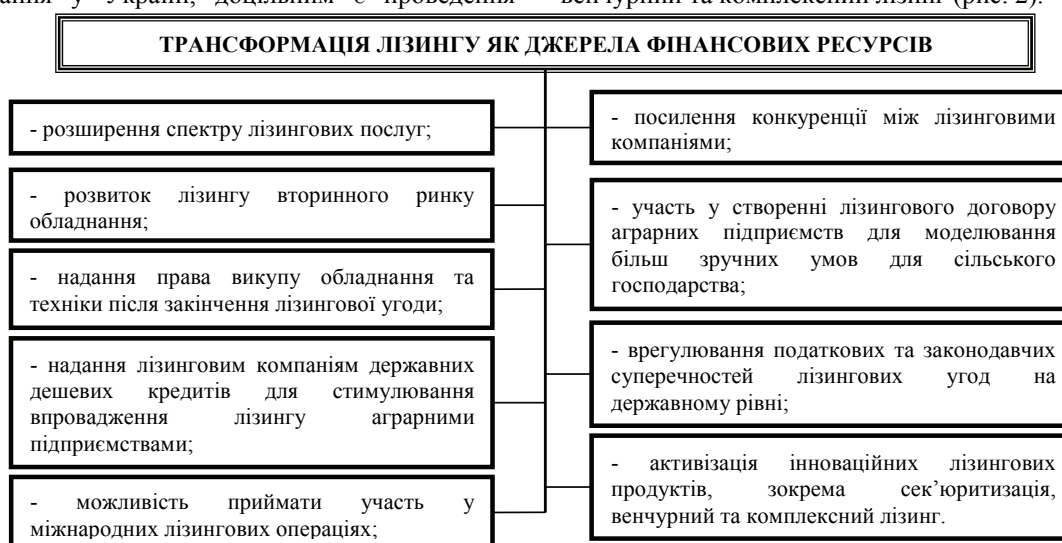 ання у Україні, доцільним є проведення
венчурний та комплексний лізинг (рис. 2).
ТРАНСФОРМАЦІЯ ЛІЗИНГУ ЯК ДЖЕРЕЛА ФІНАНСОВИХ РЕСУРСІВ
- розширення спектру лізингових послуг;
- розвиток лізингу вторинного ринку
обладнання;
- надання права викупу обладнання та
техніки після закінчення лізингової угоди;
- надання лізинговим компаніям державних
дешевих кредитів для стимулювання
впровадження лізингу аграрними
підприємствами;
- можливість приймати участь у
міжнародних лізингових операціях;
- посилення конкуренції між лізинговими
компаніями;
- участь у створенні лізингового договору
аграрних підприємств для моделювання
більш зручних умов для сільського
господарства;
- врегулювання податкових та законодавчих
суперечностей лізингових угод на
державному рівні;
- активізація інноваційних лізингових
продуктів, зокрема сек’юритизація,
венчурний та комплексний лізинг.